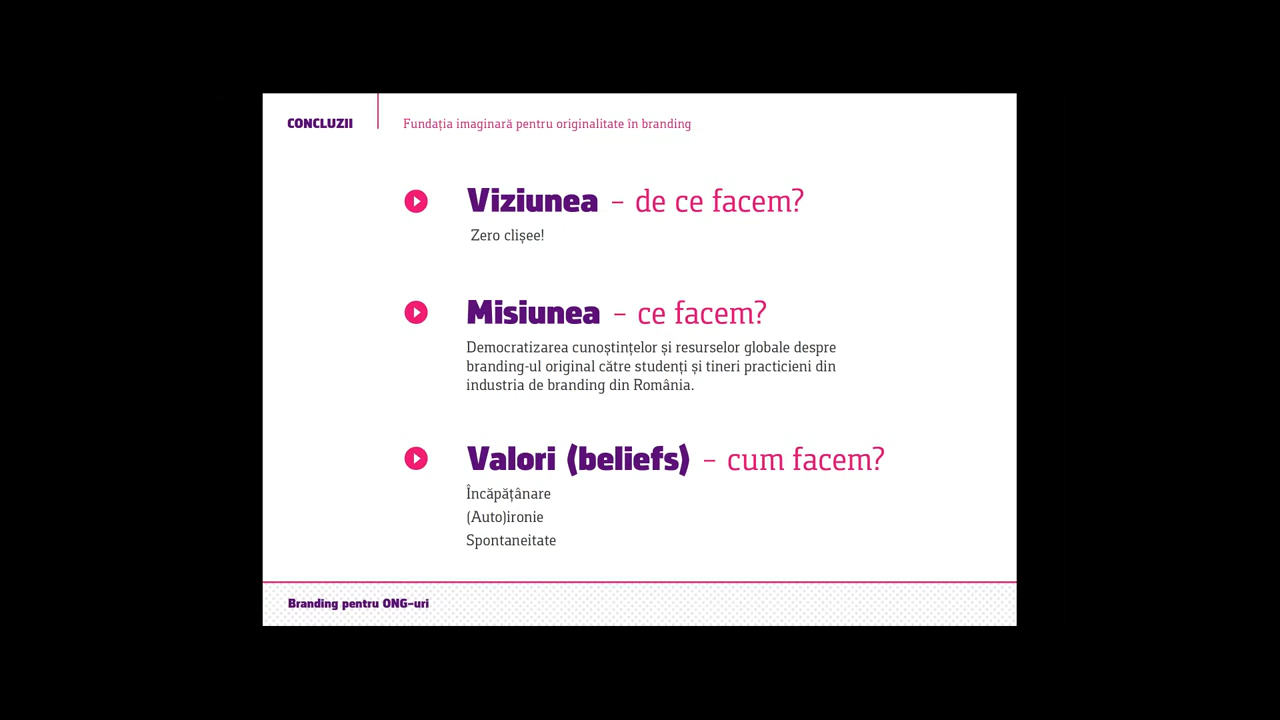 CONCLUZII
Fundația imaginară pentru originalitate în branding
Viziunea – de ce facem?
Zero clișee!
Misiunea – ce facem?
Democratizarea cunoștințelor și resurselor globale despre
branding-ul original către studenți și tineri practicieni din
industria de branding din România.
Valori (beliefs) – cum facem?
Încăpățânare
(Auto)ironie
Spontaneitate
Branding pentru ONG-uri